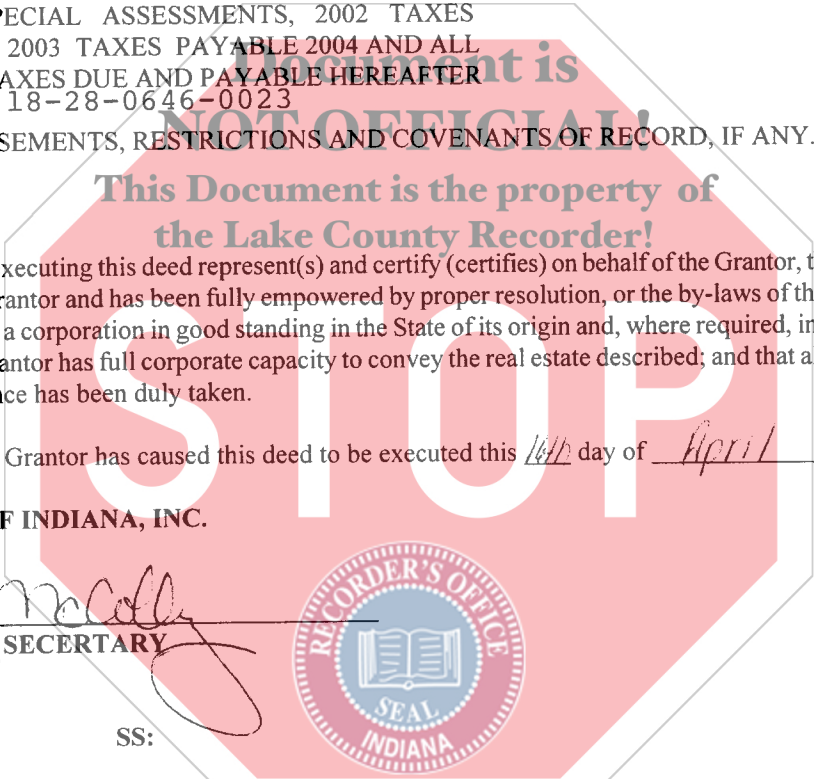 PECIAL ASSESSMENTS, 2002 TAXES
2003 TAXES PAYABLE 2004 AND ALL
AXES DUE AND PAYABLE HEREAFTER
18-28-0646-0023
SEMENTS, RESTRICTIONS AND COVENANTS OF RECORD, IF ANY.
Document is
NOT OFFICIAL!
This Document is the property of
the Lake County Recorder!
xecuting this deed represent(s) and certify (certifies) on behalf of the Grantor, t
rantor and has been fully empowered by proper resolution, or the by-laws of th
a corporation in good standing in the State of its origin and, where required, in
antor has full corporate capacity to convey the real estate described; and that a
ce has been duly taken.
STOP
Grantor has caused this deed to be executed this day of April
F INDIANA, INC.
McColly
SECERTARY
SS:
RECORDER'S OFFICE
SEAL
INDIANA